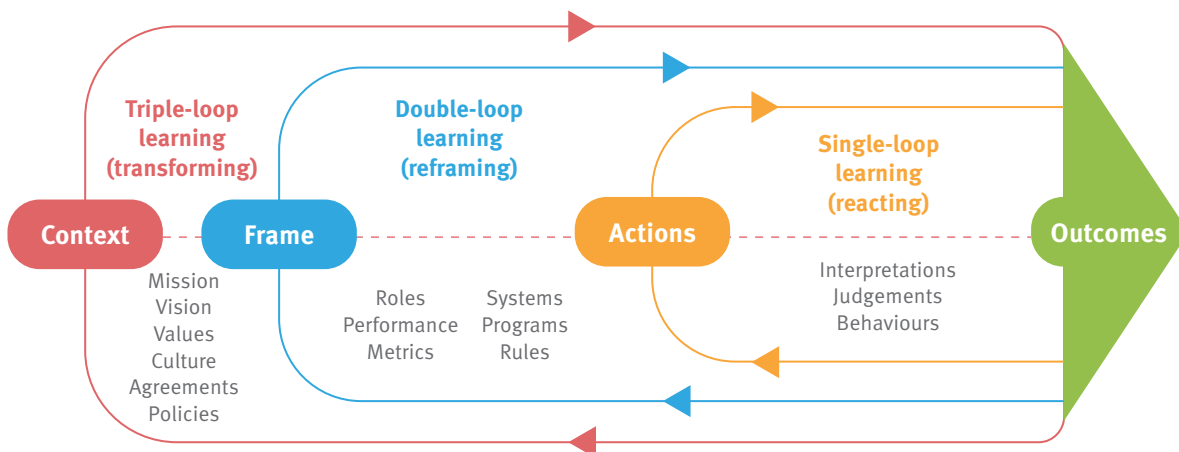 Triple-loop
learning
(transforming)
Double-loop
learning
(reframing)
Single-loop
learning
(reacting)
Context
Frame
Actions
Outcomes
Mission
Vision
Values
Culture
Agreements
Policies
Roles
Performance
Metrics
Systems
Programs
Rules
Interpretations
Judgements
Behaviours